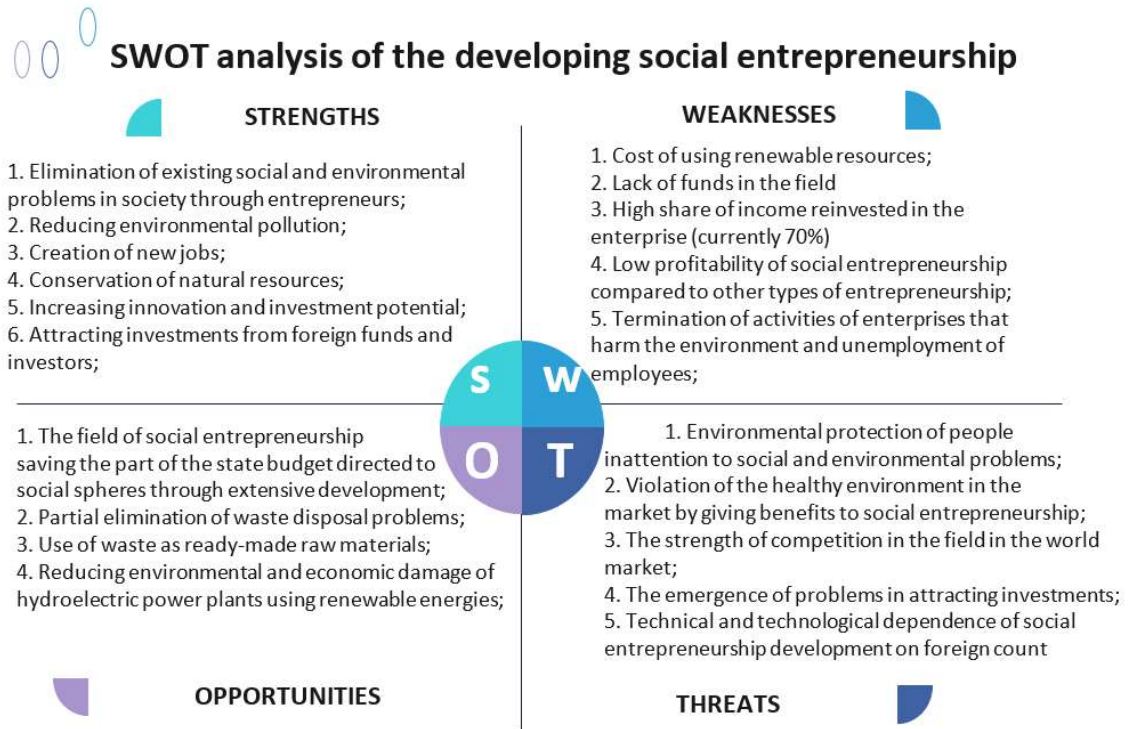 SWOT analysis of the developing social entrepreneurship
STRENGTHS
1. Elimination of existing social and environmental
problems in society through entrepreneurs;
2. Reducing environmental pollution;
3. Creation of new jobs;
4. Conservation of natural resources;
5. Increasing innovation and investment potential;
6. Attracting investments from foreign funds and
investors;
WEAKNESSES
1. Cost of using renewable resources;
2. Lack of funds in the field
3. High share of income reinvested in the
enterprise (currently 70%)
4. Low profitability of social entrepreneurship
compared to other types of entrepreneurship;
5. Termination of activities of enterprises that
harm the environment and unemployment of
employees;
S W
O T
1. The field of social entrepreneurship
saving the part of the state budget directed to
social spheres through extensive development;
2. Partial elimination of waste disposal problems;
3. Use of waste as ready-made raw materials;
4. Reducing environmental and economic damage of
hydroelectric power plants using renewable energies;
OPPORTUNITIES
1. Environmental protection of people
inattention to social and environmental problems;
2. Violation of the healthy environment in the
market by giving benefits to social entrepreneurship;
3. The strength of competition in the field in the world
market;
4. The emergence of problems in attracting investments;
5. Technical and technological dependence of social
entrepreneurship development on foreign count
THREATS